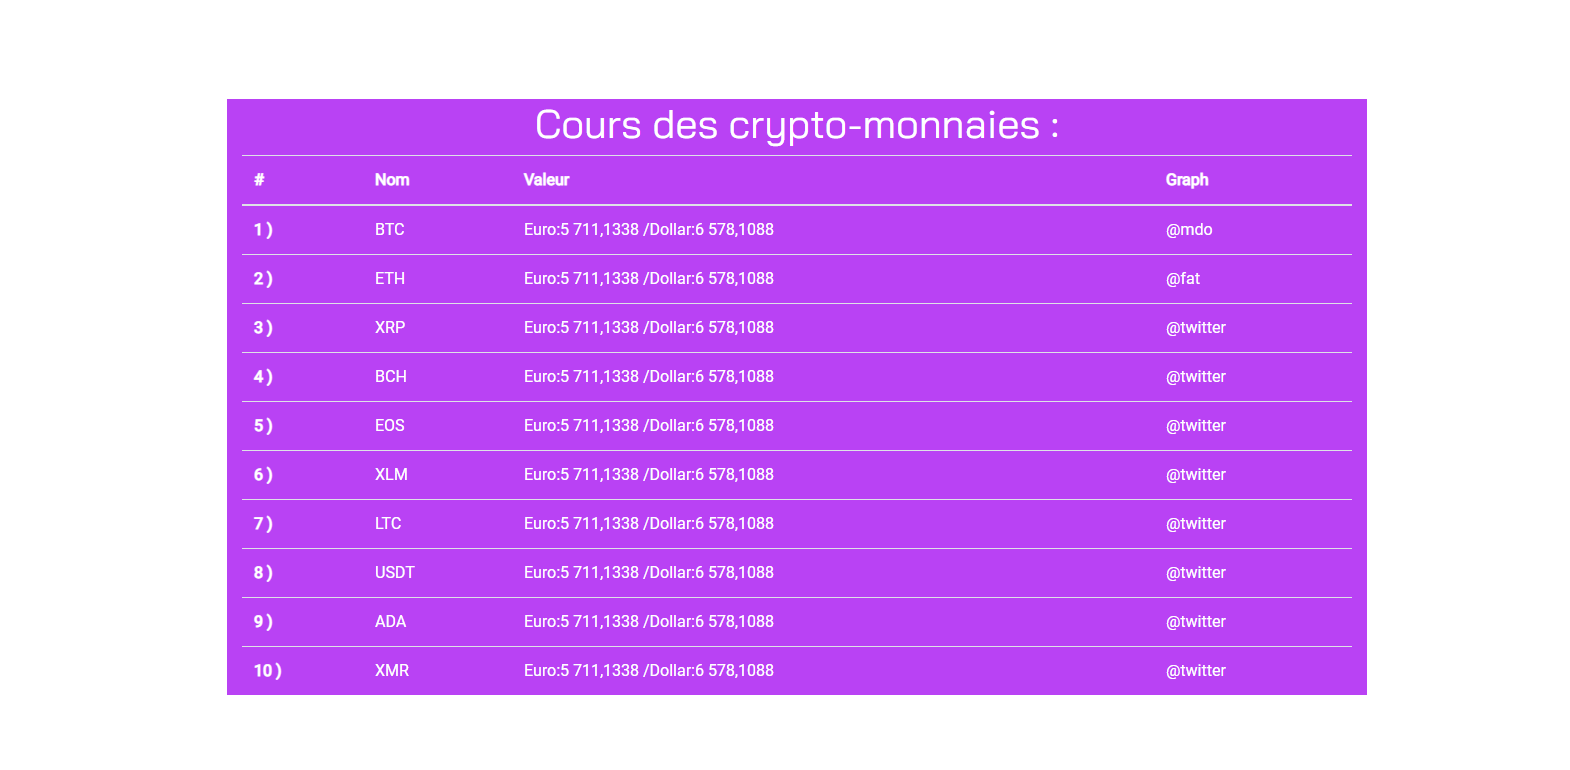 Cours des crypto-monnaies :
# Nom Valeur Graph
1 ) BTC Euro:5 711,1338 /Dollar:6 578,1088 @mdo
2 ) ETH Euro:5 711,1338 /Dollar:6 578,1088 @fat
3 ) XRP Euro:5 711,1338 /Dollar:6 578,1088 @twitter
4 ) BCH Euro:5 711,1338 /Dollar:6 578,1088 @twitter
5 ) EOS Euro:5 711,1338 /Dollar:6 578,1088 @twitter
6 ) XLM Euro:5 711,1338 /Dollar:6 578,1088 @twitter
7 ) LTC Euro:5 711,1338 /Dollar:6 578,1088 @twitter
8 ) USDT Euro:5 711,1338 /Dollar:6 578,1088 @twitter
9 ) ADA Euro:5 711,1338 /Dollar:6 578,1088 @twitter
10 ) XMR Euro:5 711,1338 /Dollar:6 578,1088 @twitter